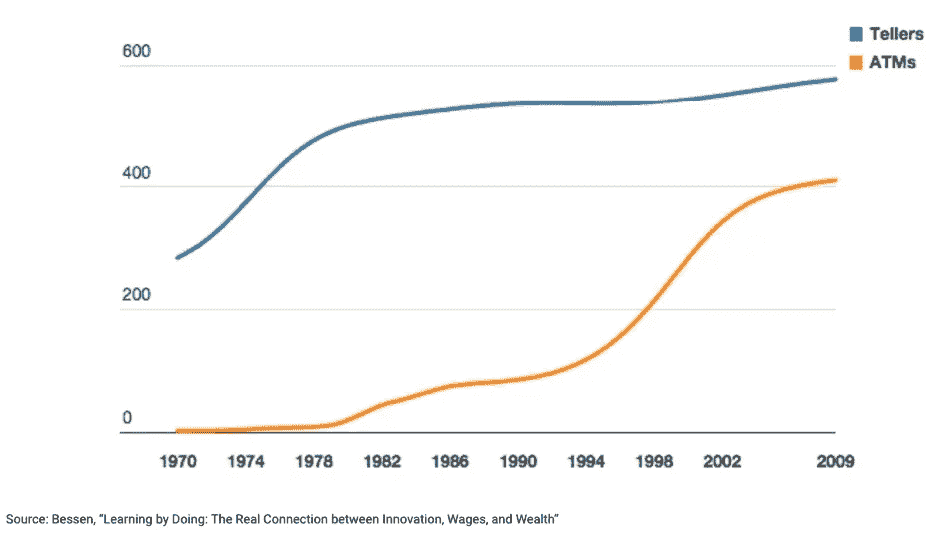 Tellers
ATMs
600
400
200
0
1970 1974 1978 1982 1986 1990 1994 1998 2002 2009
Source: Bessen, “Learning by Doing: The Real Connection between Innovation, Wages, and Wealth”